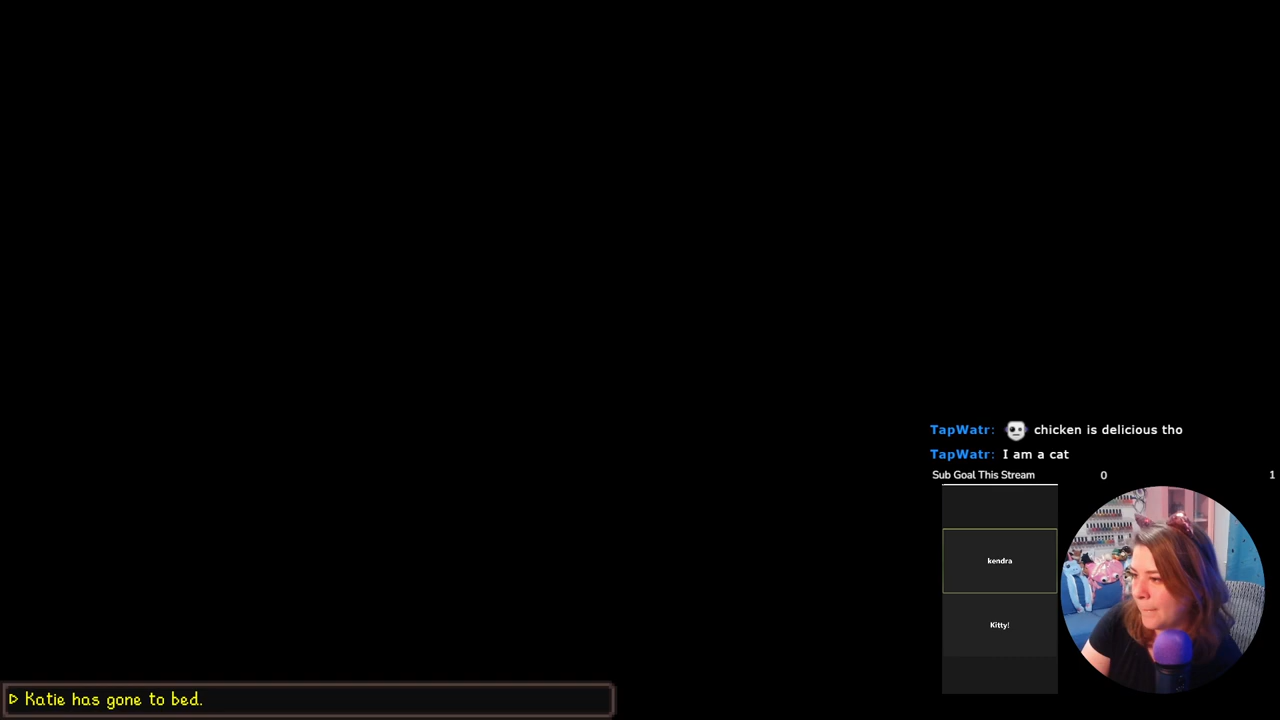 TapWatr: chicken is delicious tho
TapWatr: I am a cat
Sub Goal This Stream 0 1
kendra
Kitty!
Katie has gone to bed.